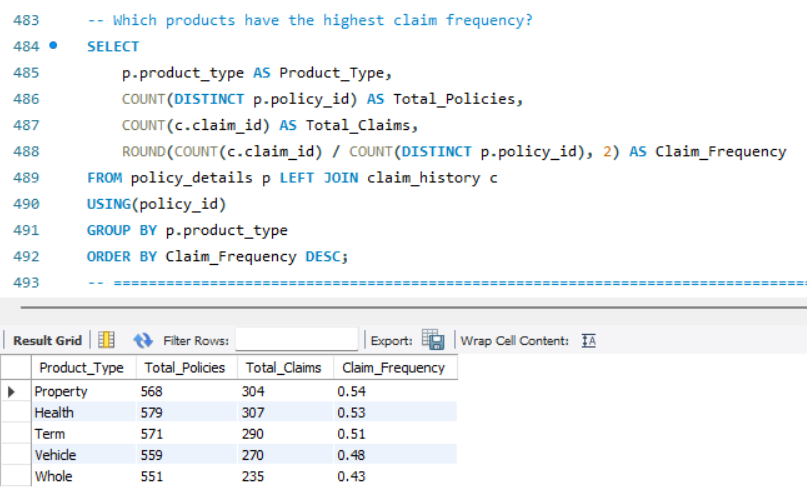 483 -- Which products have the highest claim frequency?
484 SELECT
485 p.product_type AS Product_Type,
486 COUNT(DISTINCT p.policy_id) AS Total_Policies,
487 COUNT(c.claim_id) AS Total_Claims,
488 ROUND(COUNT(c.claim_id) / COUNT(DISTINCT p.policy_id), 2) AS Claim_Frequency
489 FROM policy_details p LEFT JOIN claim_history c
490 USING(policy_id)
491 GROUP BY p.product_type
492 ORDER BY Claim_Frequency DESC;
493 -- ==============================================================================
Result Grid Filter Rows: Export: Wrap Cell Content: IA
Product_Type Total_Policies Total_Claims Claim_Frequency
Property 568 304 0.54
Health 579 307 0.53
Term 571 290 0.51
Vehicle 559 270 0.48
Whole 551 235 0.43